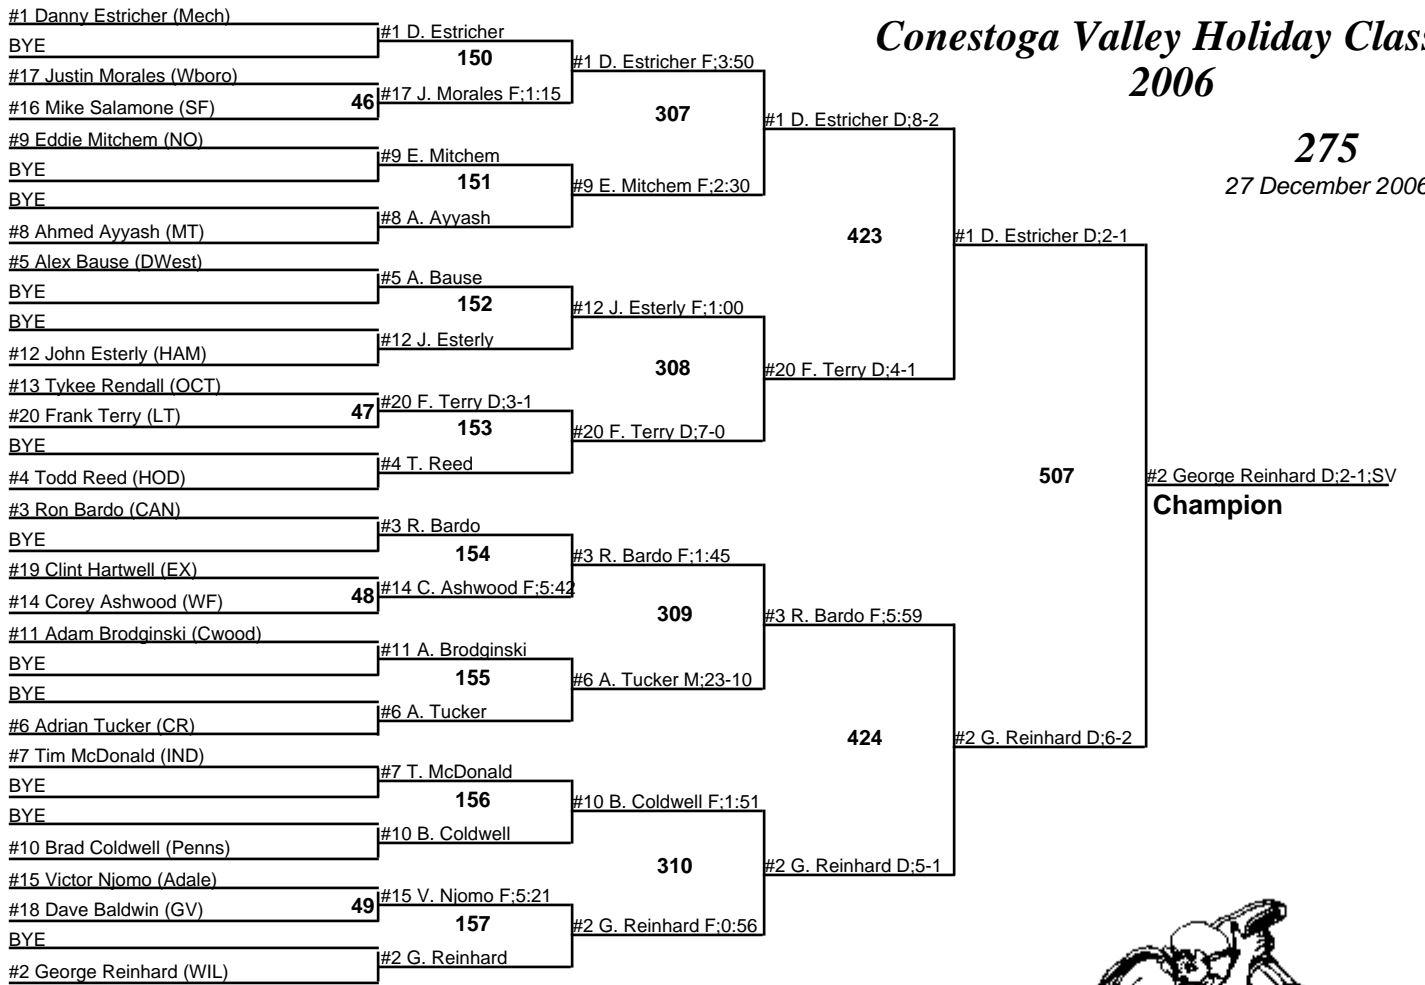 Conestoga Valley Holiday Clas
2006
275
27 December 2006
#1 Danny Estricher (Mech)
BYE
#17 Justin Morales (Wboro)
#16 Mike Salamone (SF)
#9 Eddie Mitchem (NO)
BYE
BYE
#8 Ahmed Ayyash (MT)
#5 Alex Bause (DWest)
BYE
BYE
#12 John Esterly (HAM)
#13 Tykee Rendall (OCT)
#20 Frank Terry (LT)
BYE
#4 Todd Reed (HOD)
#3 Ron Bardo (CAN)
BYE
#19 Clint Hartwell (EX)
#14 Corey Ashwood (WF)
#11 Adam Brodginski (Cwood)
BYE
BYE
#6 Adrian Tucker (CR)
#7 Tim McDonald (IND)
BYE
BYE
#10 Brad Coldwell (Penns)
#15 Victor Njomo (Adale)
#18 Dave Baldwin (GV)
BYE
#2 George Reinhard (WIL)
46
47
48
49
#1 D. Estricher
150
#17 J. Morales F;1:15
#9 E. Mitchem
151
#8 A. Ayyash
#5 A. Bause
152
#12 J. Esterly
#20 F. Terry D;3-1
153
#4 T. Reed
#3 R. Bardo
154
#14 C. Ashwood F;5:42
#11 A. Brodginski
155
#6 A. Tucker
#7 T. McDonald
156
#10 B. Coldwell
#15 V. Njomo F;5:21
157
#2 G. Reinhard
#1 D. Estricher F;3:50
307
#9 E. Mitchem F;2:30
#12 J. Esterly F;1:00
308
#20 F. Terry D;7-0
#3 R. Bardo F;1:45
309
#6 A. Tucker M;23-10
#10 B. Coldwell F;1:51
310
#2 G. Reinhard F;0:56
#1 D. Estricher D;8-2
423
#20 F. Terry D;4-1
#3 R. Bardo F;5:59
424
#2 G. Reinhard D;5-1
#1 D. Estricher D;2-1
507
#2 G. Reinhard D;6-2
#2 George Reinhard D;2-1;SV
Champion